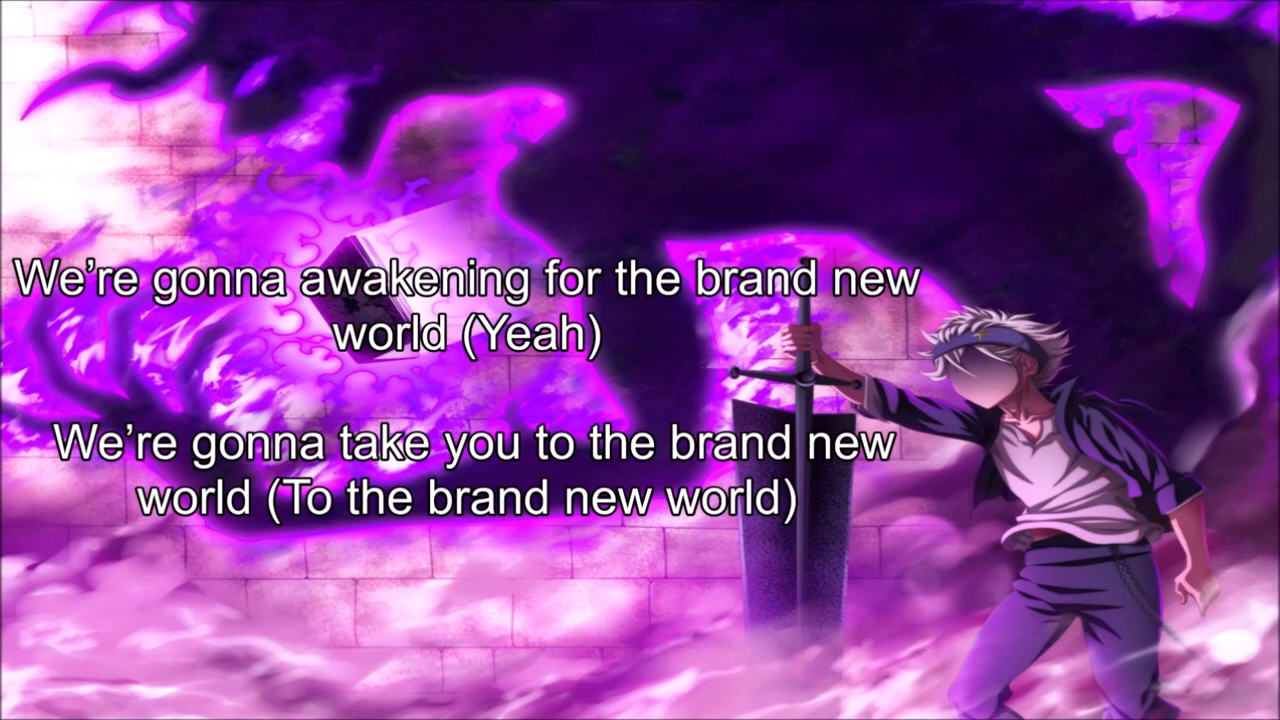 We’re gonna awakening for the brand new
world (Yeah)
We’re gonna take you to the brand new
world (To the brand new world)